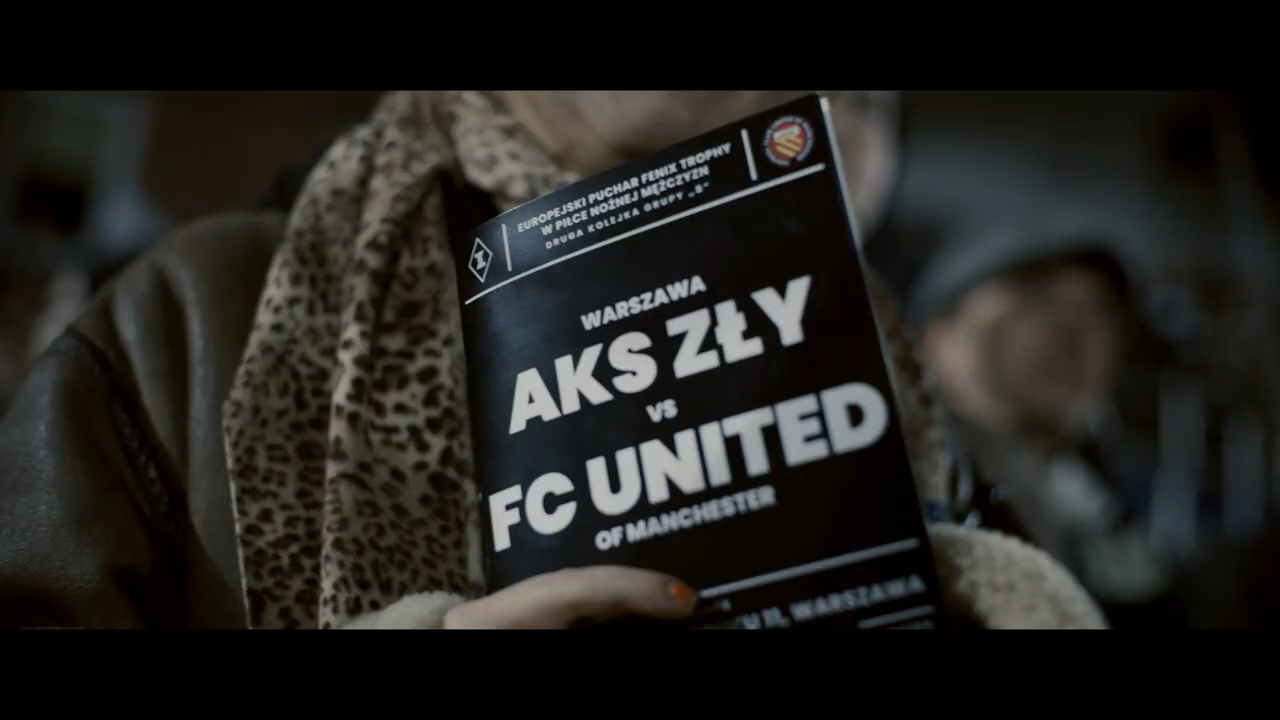 EUROPEJSKI PUCHAR FENIX TROPHY
W PIŁCE NOŻNEJ MĘŻCZYZN
DRUGA KOLEJKA GRUPY „B"
WARSZAWA
AKS ZŁY
VS
FC UNITED
OF MANCHESTER
WARSZAWA